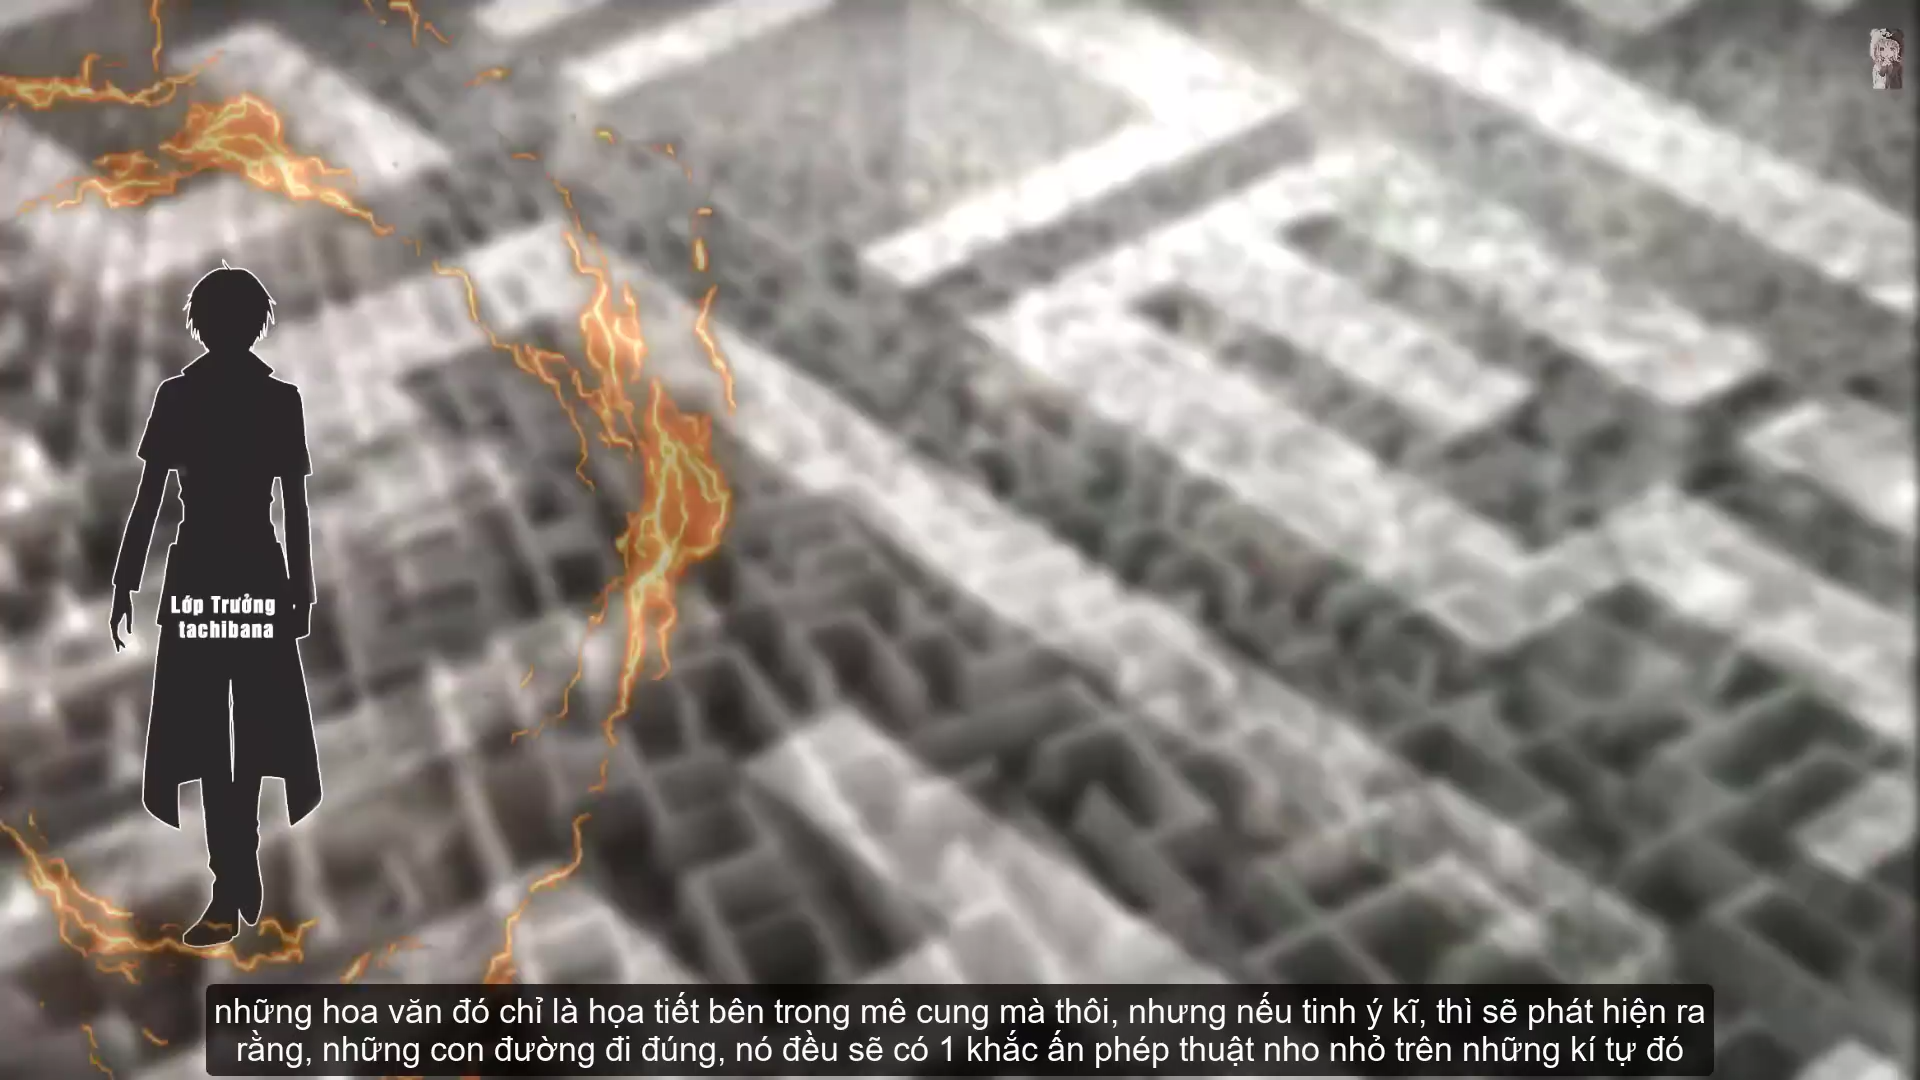 Lớp Trưởng
tachibana
những hoa văn đó chỉ là họa tiết bên trong mê cung mà thôi, nhưng nếu tinh ý kĩ, thì sẽ phát hiện ra
rằng, những con đường đi đúng, nó đều sẽ có 1 khắc ấn phép thuật nho nhỏ trên những kí tự đó